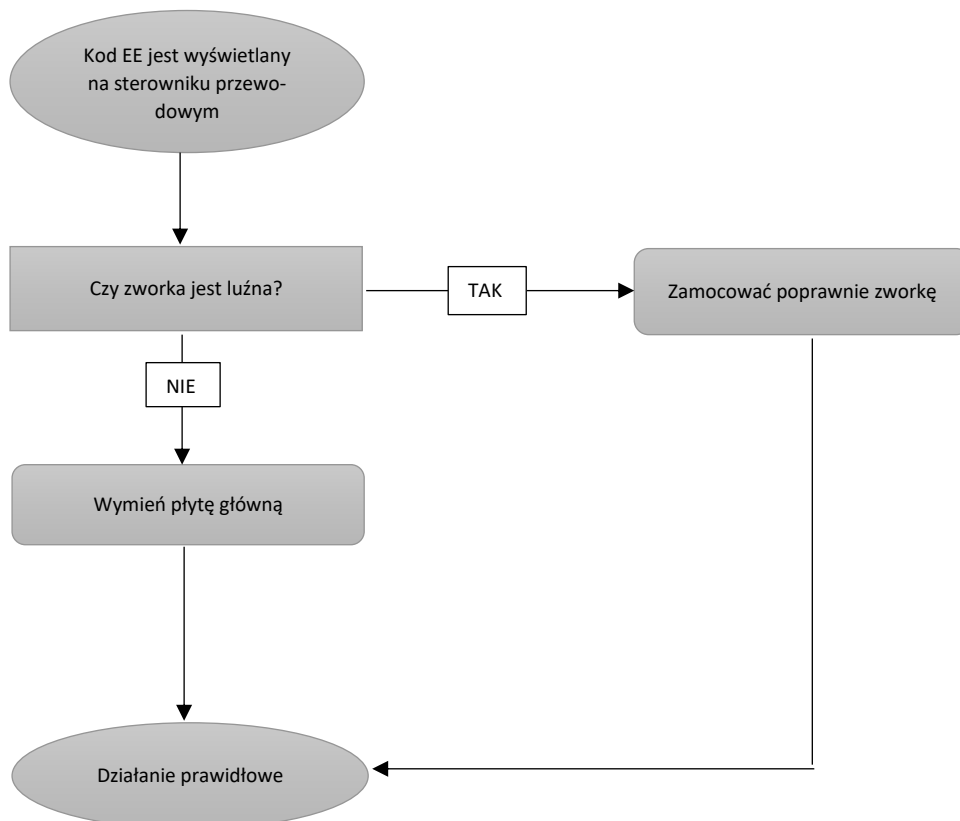 Kod EE jest wyświetlany
na sterowniku przewo-
dowym
Czy zworka jest luźna?
TAK
Zamocować poprawnie zworkę
NIE
Wymień płytę główną
Działanie prawidłowe